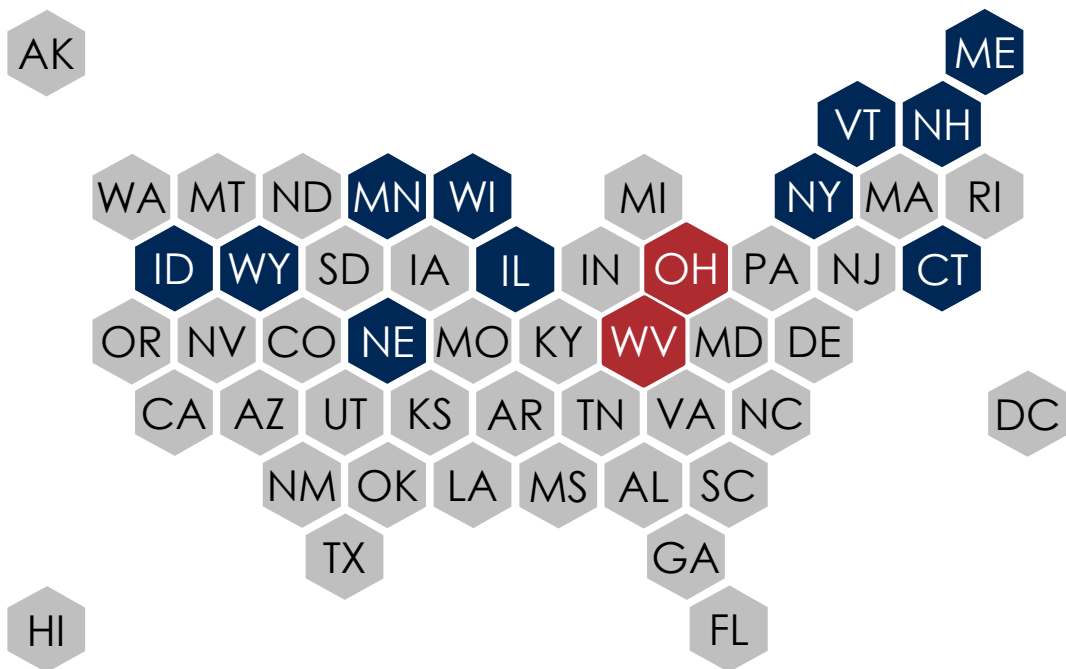 AK ME
VT NH
WA MT ND MN WI MI NY MA RI
ID WY SD IA IL IN OH PA NJ CT
OR NV CO NE MO KY WV MD DE
CA AZ UT KS AR TN VA NC DC
NM OK LA MS AL SC
TX GA
HI FL